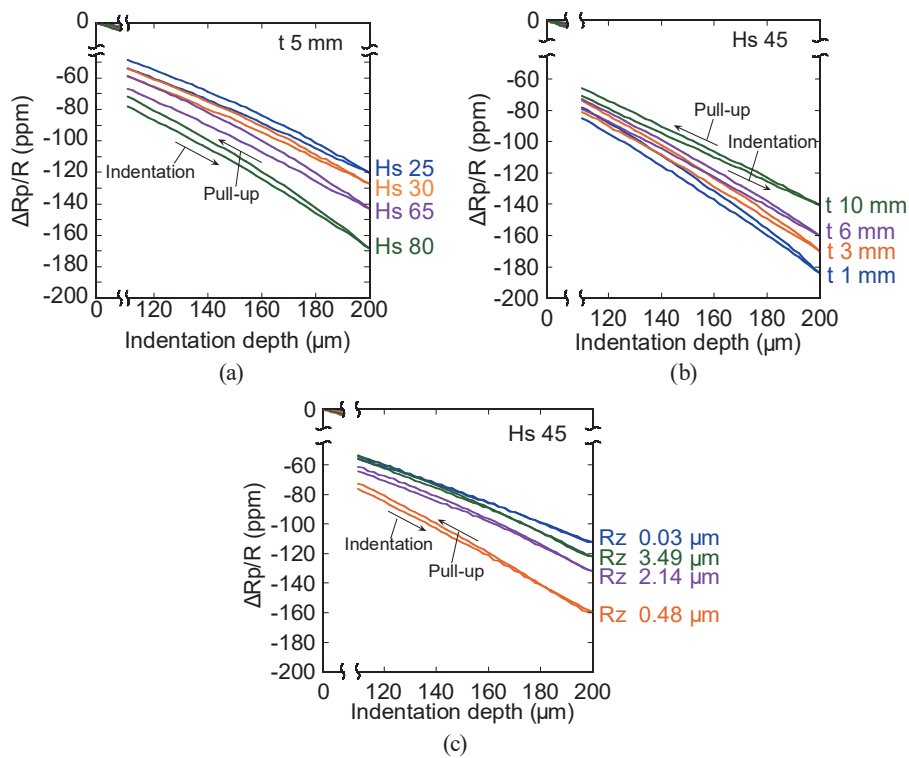 t 5 mm
ΔRp/R (ppm)
0
-60
-80
-100
-120
-140
-160
-180
-200
Indentation
Pull-up
Hs 25
Hs 30
Hs 65
Hs 80
0 120 140 160 180 200
Indentation depth (µm)
(a)
Hs 45
ΔRp/R (ppm)
0
-60
-80
-100
-120
-140
-160
-180
-200
Pull-up
Indentation
t 10 mm
t 6 mm
t 3 mm
t 1 mm
0 120 140 160 180 200
Indentation depth (µm)
(b)
Hs 45
ΔRp/R (ppm)
0
-60
-80
-100
-120
-140
-160
-180
-200
Indentation
Pull-up
Rz 0.03 µm
Rz 3.49 µm
Rz 2.14 µm
Rz 0.48 µm
0 120 140 160 180 200
Indentation depth (µm)
(c)